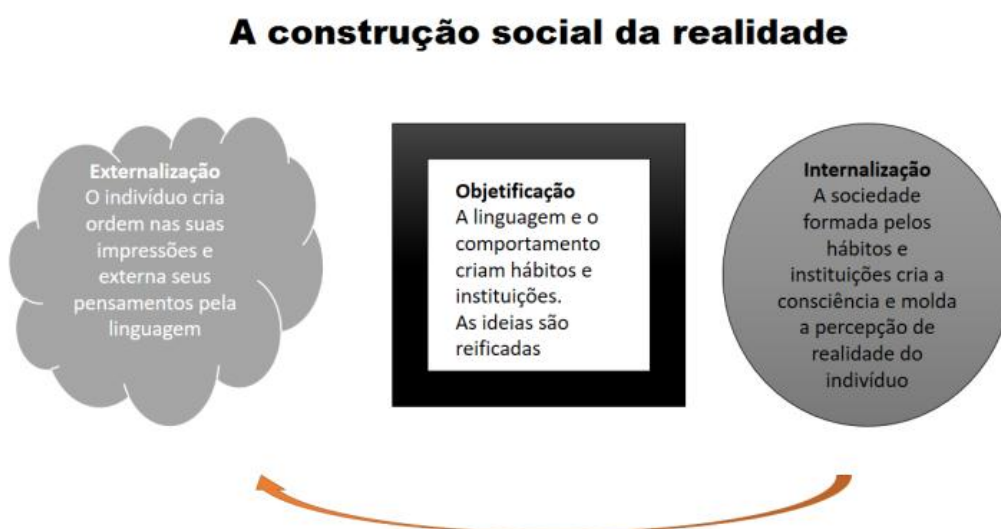 A construção social da realidade
Externalização
O indivíduo cria
ordem nas suas
impressões e
externa seus
pensamentos pela
linguagem
Objetificação
A linguagem e o
comportamento
criam hábitos e
instituições.
As ideias são
reificadas
Internalização
A sociedade
formada pelos
hábitos e
instituições cria a
consciência e molda
a percepção de
realidade do
indivíduo